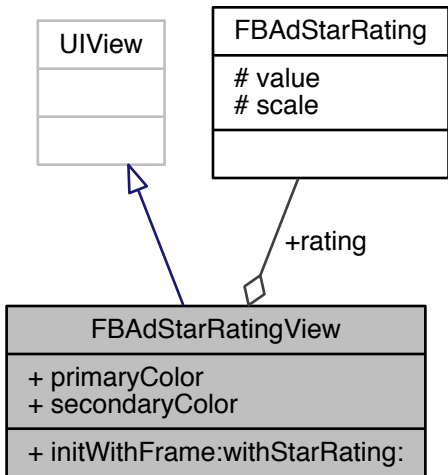 UIView
FBAdStarRating
# value
# scale
+rating
FBAdStarRatingView
+ primaryColor
+ secondaryColor
+ initWithFrame:withStarRating: